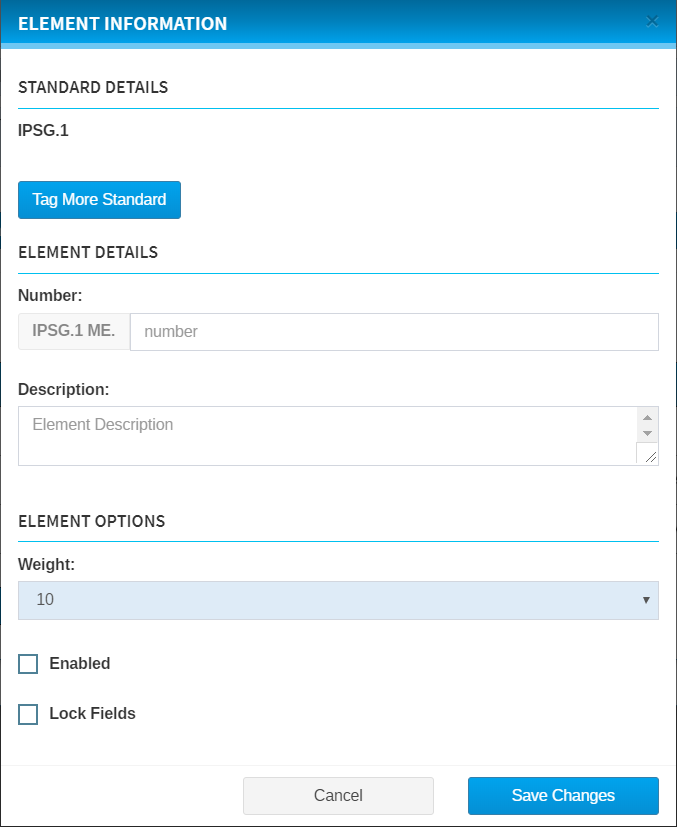 ELEMENT INFORMATION ×
STANDARD DETAILS
IPSG.1
Tag More Standard
ELEMENT DETAILS
Number:
IPSG.1 ME. number
Description:
Element Description
ELEMENT OPTIONS
Weight:
10
Enabled
Lock Fields
Cancel Save Changes